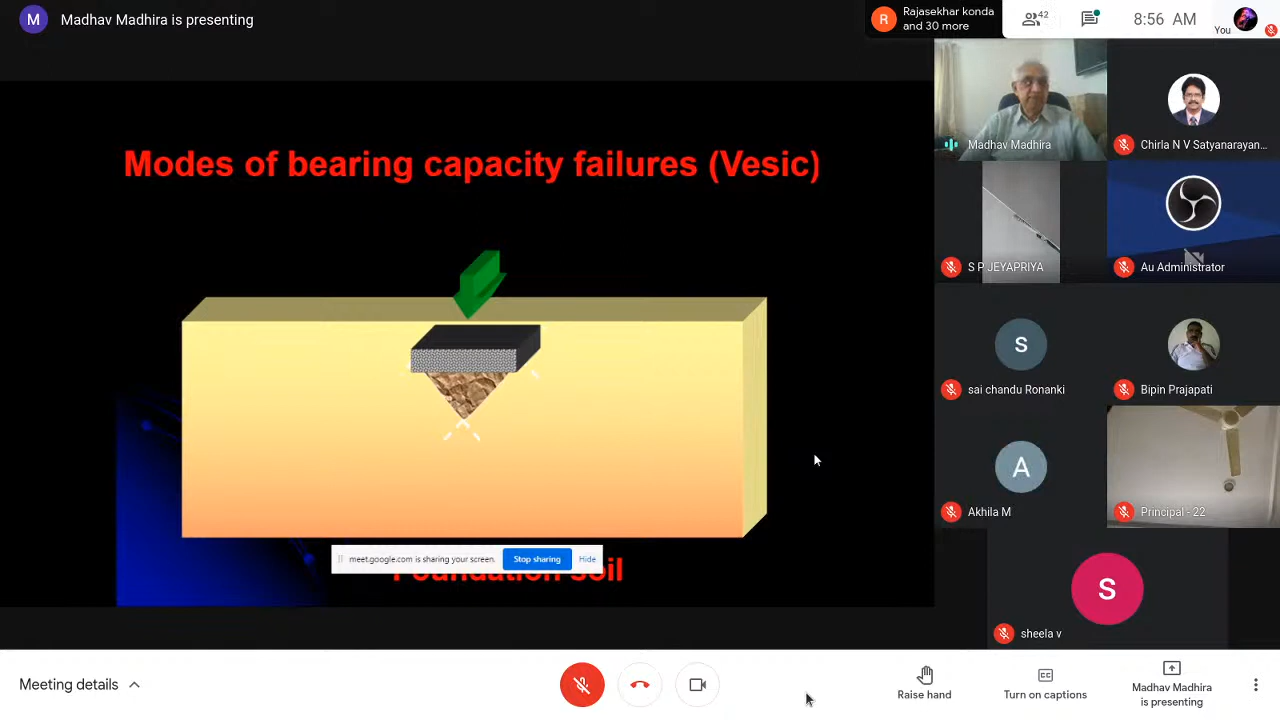 M
Madhav Madhira is presenting
R
Rajasekhar konda
and 30 more
42
8:56 AM
You
Modes of bearing capacity failures (Vesic)
Madhav Madhira
Chirla N V Satyanarayan...
S P JEYAPRIYA
Au Administrator
s
sai chandu Ronanki
Bipin Prajapati
A
Akhila M
Principal - 22
meet.google.com is sharing your screen.
Stop sharing
Hide
Foundation soil
S
sheela v
Meeting details
Raise hand
Turn on captions
Madhav Madhira
is presenting